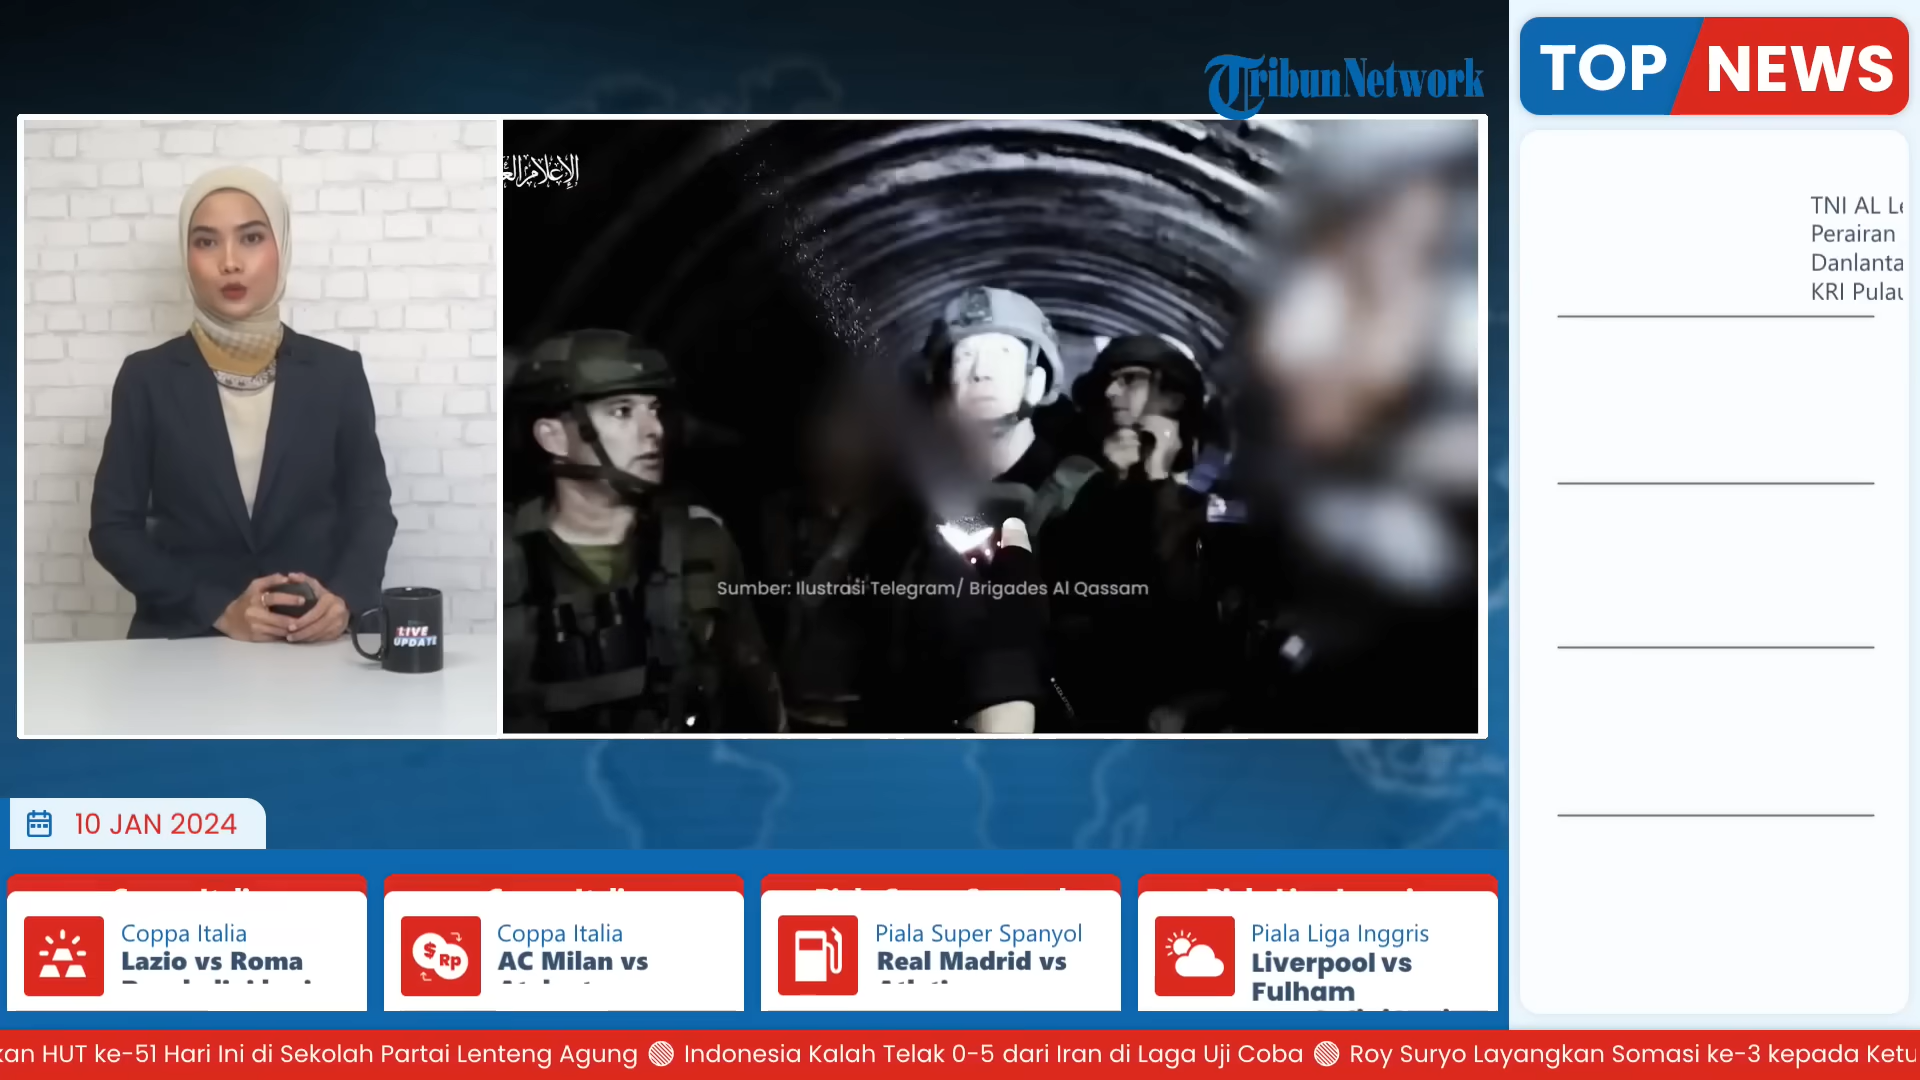 TribunNetwork
TOP NEWS
الإعلام
Sumber: Ilustrasi Telegram/ Brigades Al Qassam
LIVE
UPDATE
TNI AL
Perairan
KRI
10 JAN 2024
Coppa Italia
Lazio vs Roma
Coppa Italia
AC Milan vs
Piala Super Spanyol
Real Madrid vs
Piala Liga Inggris
Liverpool vs
Fulham
$ Rp
HUT ke-51 Hari Ini di Sekolah Partai Lenteng Agung Indonesia Kalah Telak 0-5 dari Iran di Laga Uji Coba Roy Suryo Layangkan Somasi ke-3 kepada